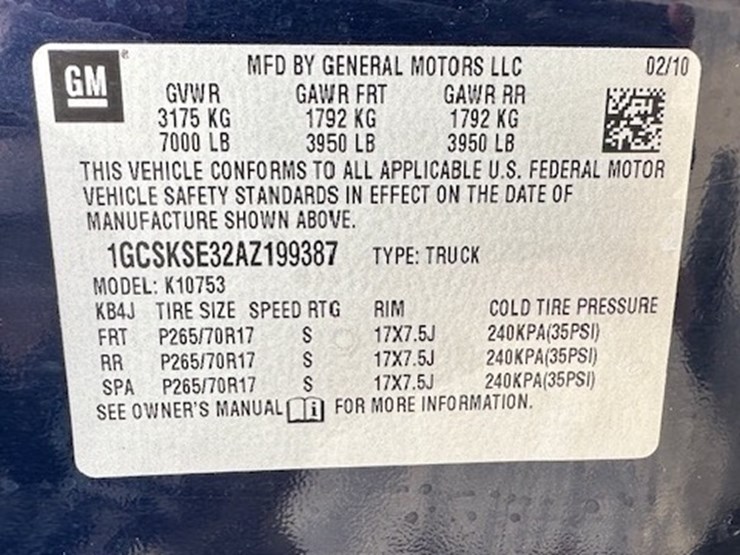 GM
MFD BY GENERAL MOTORS LLC 02/10
GVWR GAWR FRT GAWR RR
3175 KG 1792 KG 1792 KG
7000 LB 3950 LB 3950 LB
THIS VEHICLE CONFORMS TO ALL APPLICABLE U.S. FEDERAL MOTOR
VEHICLE SAFETY STANDARDS IN EFFECT ON THE DATE OF
MANUFACTURE SHOWN ABOVE.
1GCSKSE32AZ199387 TYPE: TRUCK
MODEL: K10753
KB4J TIRE SIZE SPEED RTG RIM COLD TIRE PRESSURE
FRT P265/70R17 S 17X7.5J 240KPA(35PSI)
RR P265/70R17 S 17X7.5J 240KPA(35PSI)
SPA P265/70R17 S 17X7.5J 240KPA(35PSI)
SEE OWNER'S MANUAL i FOR MORE INFORMATION.